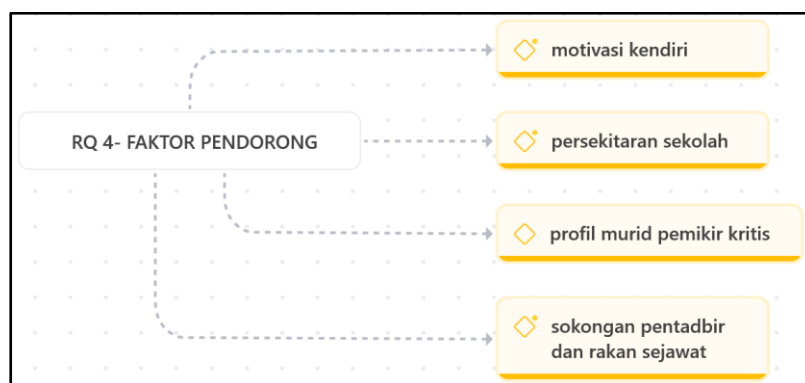 motivasi kendiri
RQ 4- FAKTOR PENDORONG
persekitaran sekolah
profil murid pemikir kritis
sokongan pentadbir
dan rakan sejawat